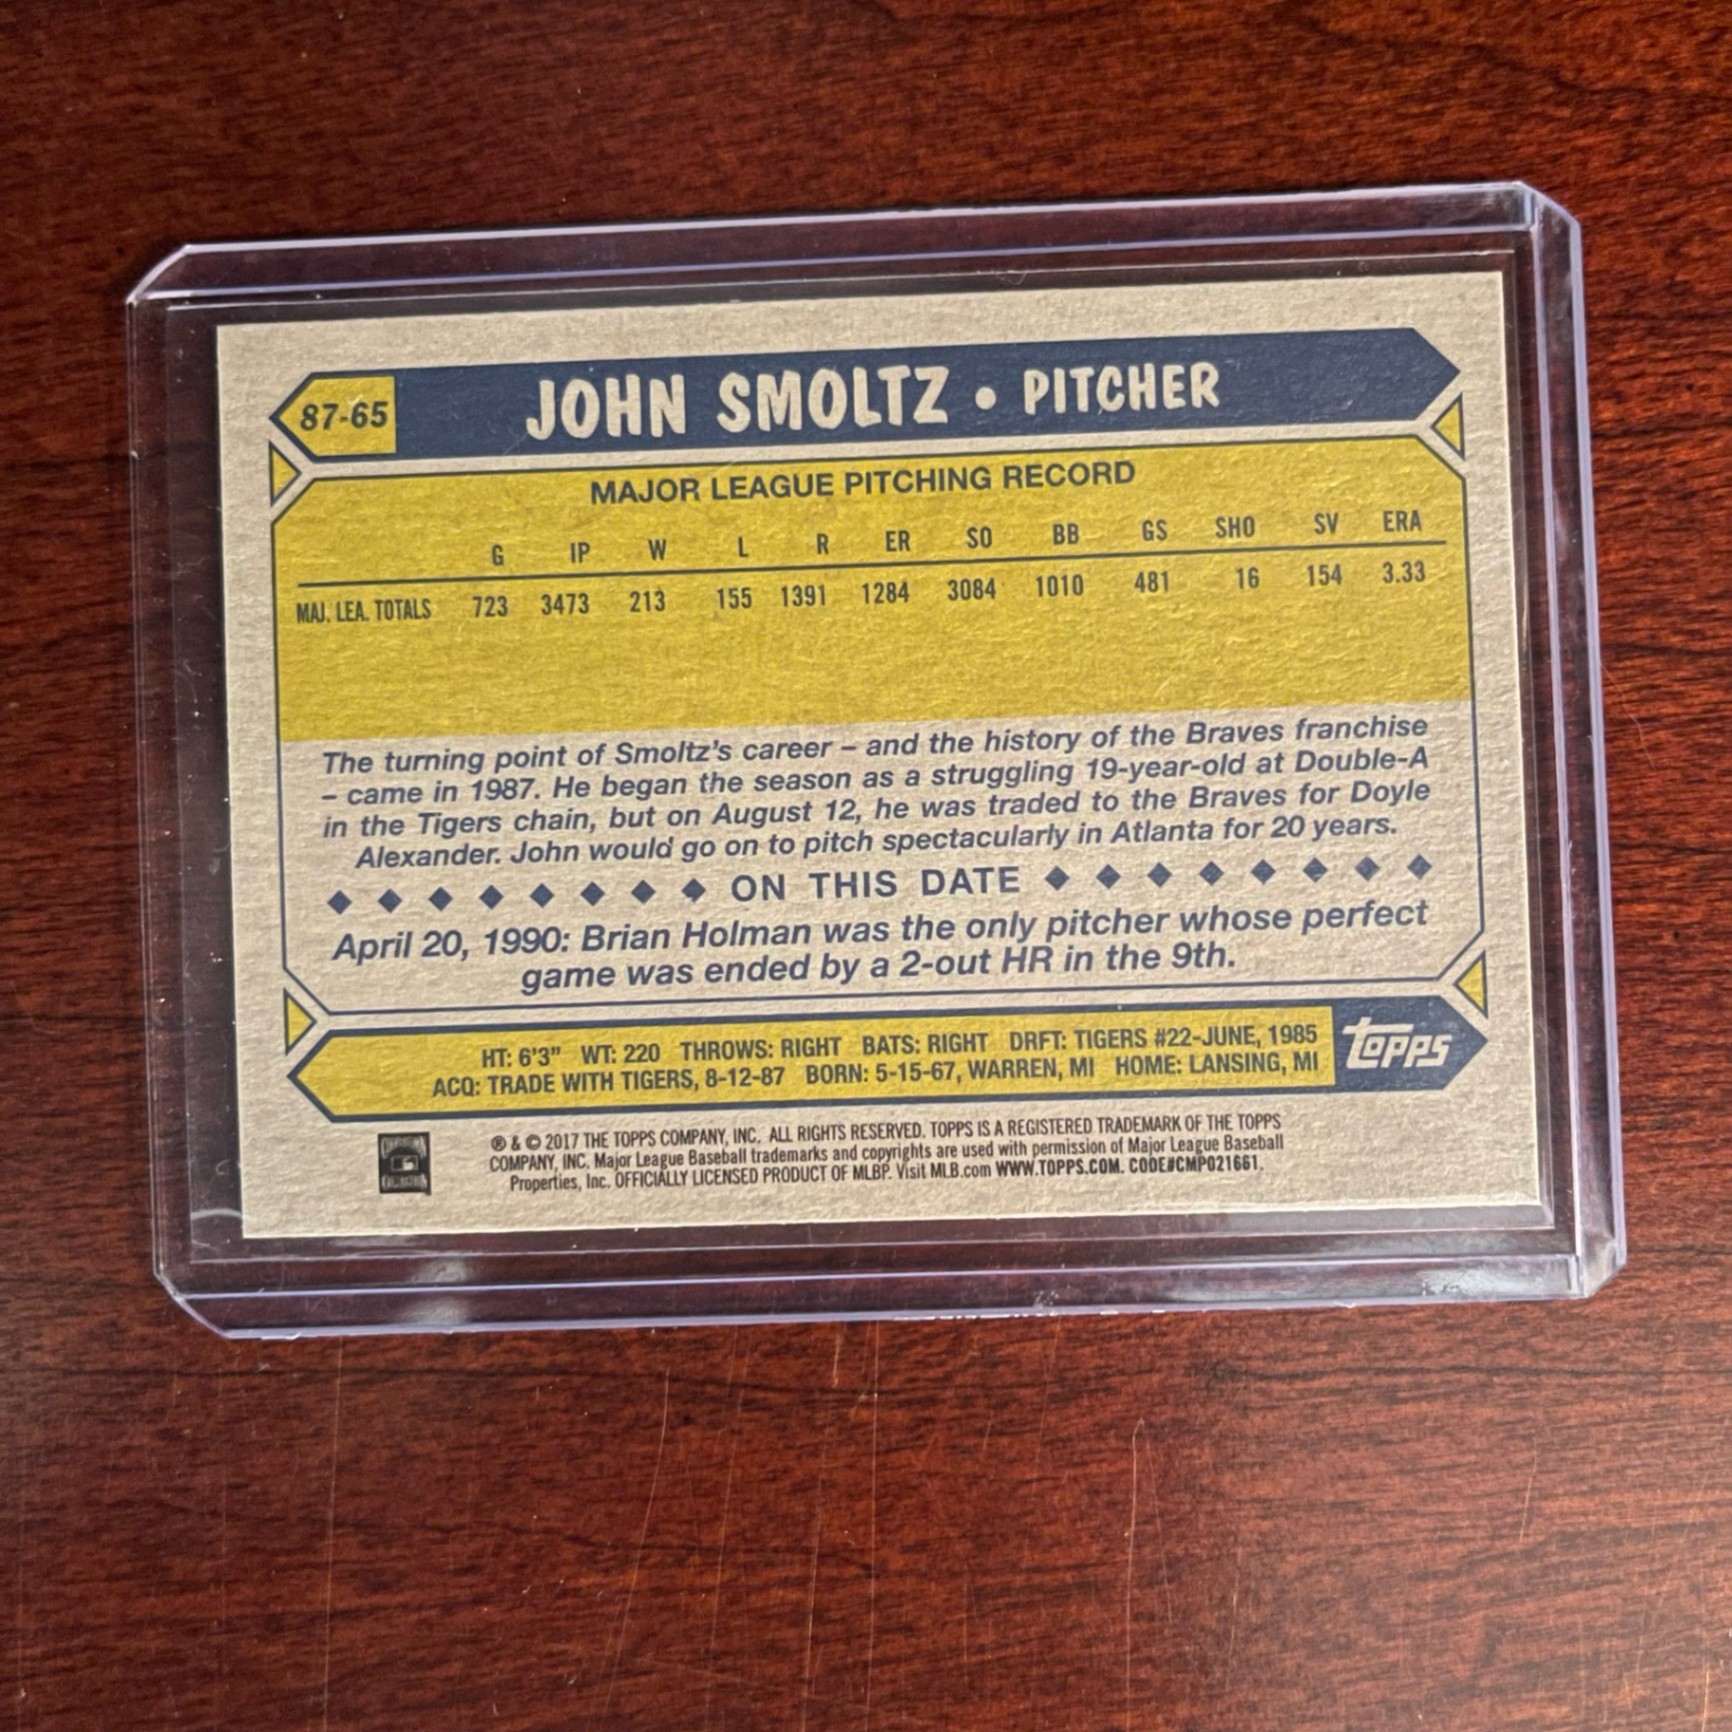 87-65 JOHN SMOLTZ • PITCHER
MAJOR LEAGUE PITCHING RECORD
G IP W L R ER SO BB GS SHO SV ERA
MAJ. LEA. TOTALS 723 3473 213 155 1391 1284 3084 1010 481 16 154 3.33
The turning point of Smoltz's career – and the history of the Braves franchise
– came in 1987. He began the season as a struggling 19-year-old at Double-A
in the Tigers chain, but on August 12, he was traded to the Braves for Doyle
Alexander. John would go on to pitch spectacularly in Atlanta for 20 years.
◆ ◆ ◆ ◆ ◆ ◆ ◆ ◆ ON THIS DATE ◆ ◆ ◆ ◆ ◆ ◆ ◆ ◆
April 20, 1990: Brian Holman was the only pitcher whose perfect
game was ended by a 2-out HR in the 9th.
HT: 6'3" WT: 220 THROWS: RIGHT BATS: RIGHT DRFT: TIGERS #22-JUNE, 1985
ACQ: TRADE WITH TIGERS, 8-12-87 BORN: 5-15-67, WARREN, MI HOME: LANSING, MI
topps
® & © 2017 THE TOPPS COMPANY, INC. ALL RIGHTS RESERVED. TOPPS IS A REGISTERED TRADEMARK OF THE TOPPS
COMPANY, INC. Major League Baseball trademarks and copyrights are used with permission of Major League Baseball
Properties, Inc. OFFICIALLY LICENSED PRODUCT OF MLBP. Visit MLB.com WWW.TOPPS.COM. CODE#CMP021661.